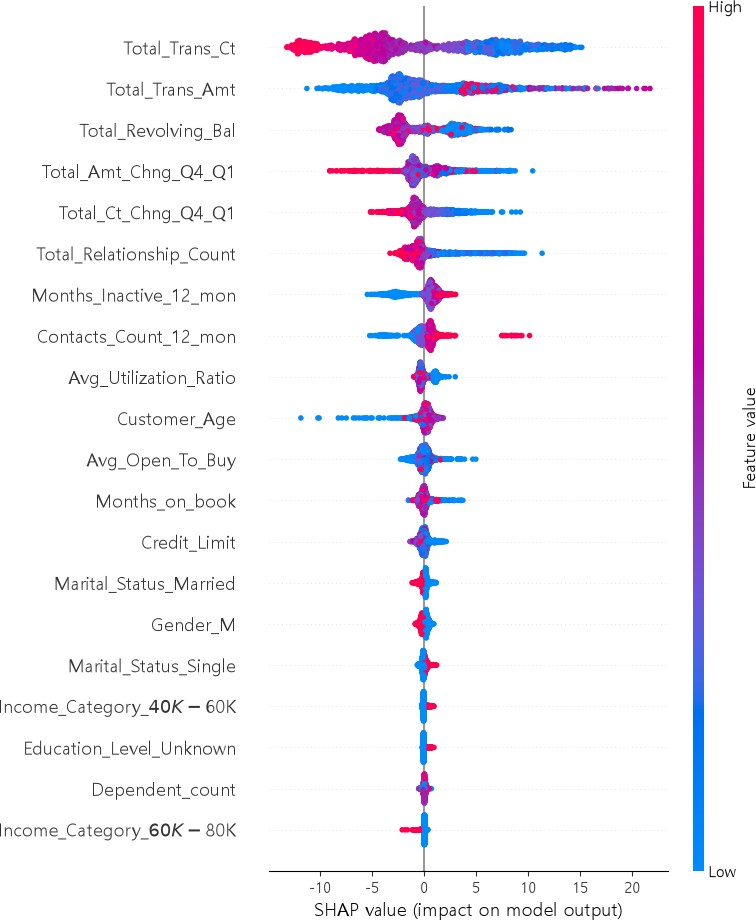 High
Total_Trans_Ct
Total_Trans_Amt
Total_Revolving_Bal
Total_Amt_Chng_Q4_Q1
Total_Ct_Chng_Q4_Q1
Total_Relationship_Count
Months_Inactive_12_mon
Contacts_Count_12_mon
Avg_Utilization_Ratio
Customer_Age
Avg_Open_To_Buy
Months_on_book
Credit_Limit
Marital_Status_Married
Gender_M
Marital_Status_Single
Income_Category_40K − 60K
Education_Level_Unknown
Dependent_count
Income_Category_60K − 80K
Feature value
Low
-10 -5 0 5 10 15 20
SHAP value (impact on model output)